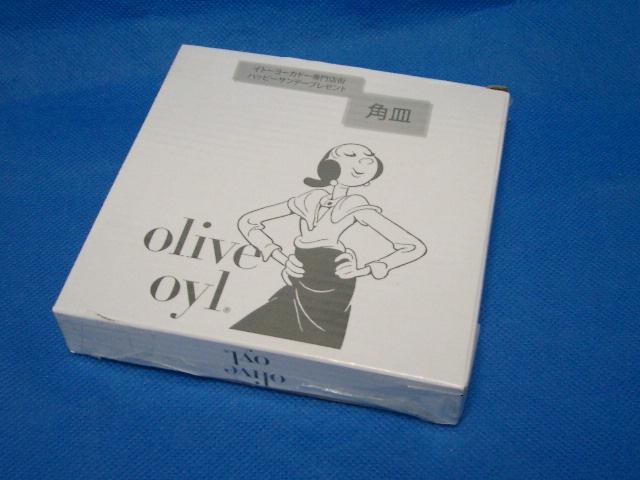 イトーヨーカドー専門店街
ハッピーサンデープレゼント
角皿
olive
oyl®
olive
oyl